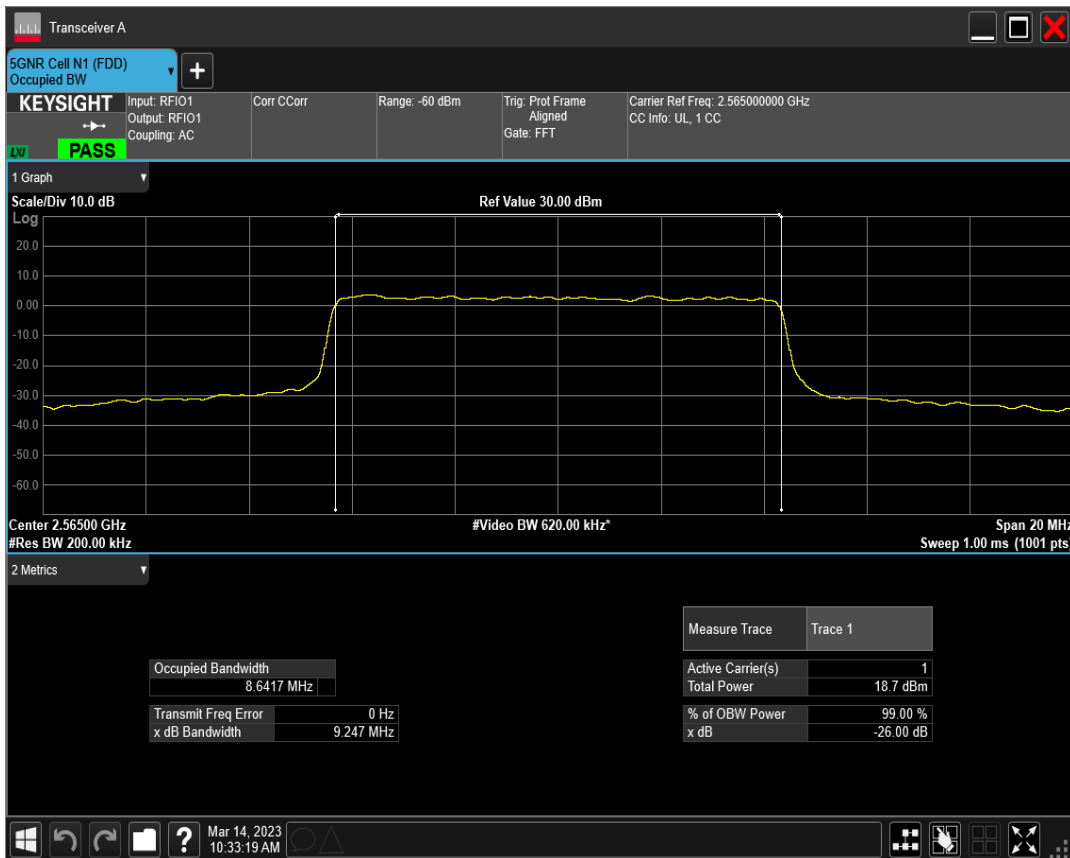 Transceiver A
5GNR Cell N1 (FDD)
Occupied BW
KEYSIGHT
LXI
PASS
Input: RFIO1
Output: RFIO1
Coupling: AC
Corr CCorr
Range: -60 dBm
Trig: Prot Frame
Aligned
Gate: FFT
Carrier Ref Freq: 2.565000000 GHz
CC Info: UL, 1 CC
1 Graph
Scale/Div 10.0 dB
Ref Value 30.00 dBm
Log
20.0
10.0
0.00
-10.0
-20.0
-30.0
-40.0
-50.0
-60.0
Center 2.56500 GHz
#Video BW 620.00 kHz*
Span 20 MHz
#Res BW 200.00 kHz
Sweep 1.00 ms (1001 pts)
2 Metrics
Measure Trace Trace 1
Occupied Bandwidth
8.6417 MHz
Active Carrier(s) 1
Total Power 18.7 dBm
Transmit Freq Error 0 Hz
x dB Bandwidth 9.247 MHz
% of OBW Power 99.00 %
x dB -26.00 dB
?
Mar 14, 2023
10:33:19 AM